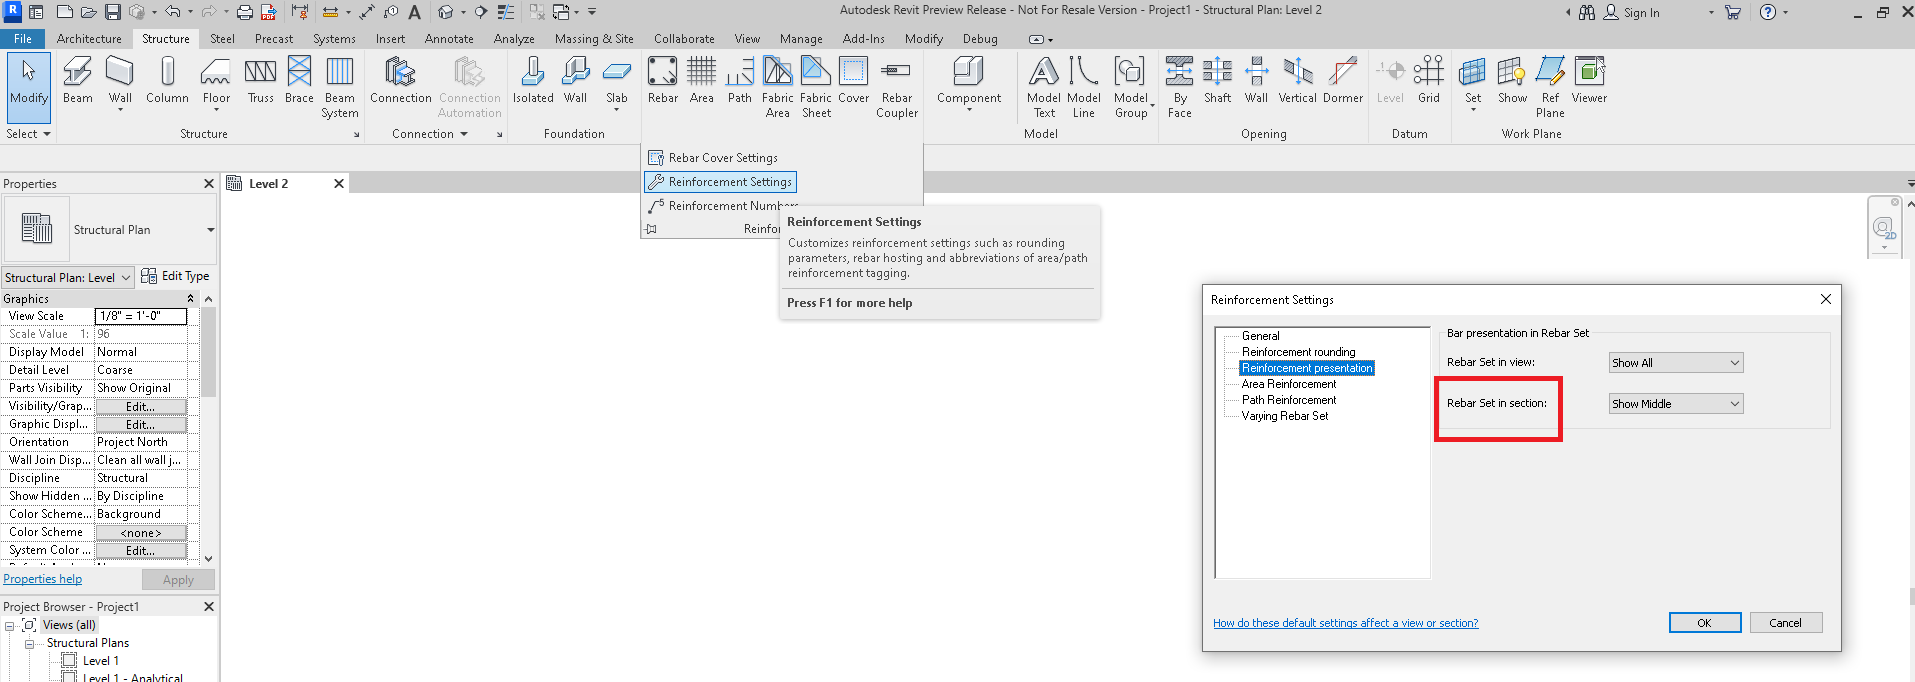 R
PDF
A
Autodesk Revit Preview Release - Not For Resale Version - Project1 - Structural Plan: Level 2
Sign In
?
File Architecture Structure Steel Precast Systems Insert Annotate Analyze Massing & Site Collaborate View Manage Add-Ins Modify Debug
Modify
Beam
Wall
Column
Floor
Truss
Brace
Beam
System
Connection
Connection
Automation
Isolated
Wall
Slab
Rebar
Area
Path
Fabric
Area
Fabric
Sheet
Cover
Rebar
Coupler
Component
Model
Text
Model
Line
Model
Group
By
Face
Shaft
Wall
Vertical
Dormer
Level
Grid
Set
Show
Ref
Plane
Viewer
Select
Structure
Connection
Foundation
Model
Opening
Datum
Work Plane
Rebar Cover Settings
Reinforcement Settings
5
Reinforcement Numbers
Reinfor
Reinforcement Settings
Customizes reinforcement settings such as rounding
parameters, rebar hosting and abbreviations of area/path
reinforcement tagging.
Press F1 for more help
Properties
Level 2
2D
Structural Plan
Structural Plan: Level
Edit Type
Graphics
View Scale 1/8" = 1'-0"
Scale Value 1: 96
Display Model Normal
Detail Level Coarse
Parts Visibility Show Original
Visibility/Grap... Edit...
Graphic Displ... Edit...
Orientation Project North
Wall Join Disp... Clean all wall j...
Discipline Structural
Show Hidden ... By Discipline
Color Scheme... Background
Color Scheme <none>
System Color ... Edit...
Properties help
Apply
Project Browser - Project1
Views (all)
Structural Plans
Level 1
Level 1 - Analytical
Reinforcement Settings
General
Reinforcement rounding
Reinforcement presentation
Area Reinforcement
Path Reinforcement
Varying Rebar Set
Bar presentation in Rebar Set
Rebar Set in view: Show All
Rebar Set in section: Show Middle
How do these default settings affect a view or section?
OK
Cancel